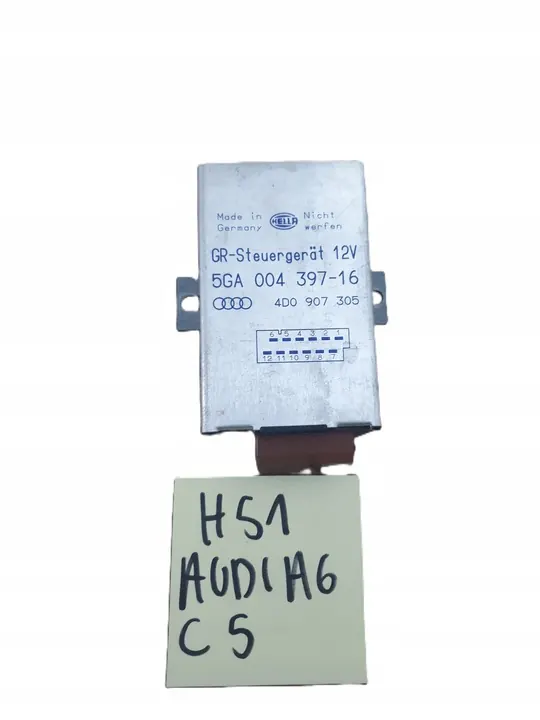 Made in Germany
HELLA
Nicht werfen
GR-Steuergerät 12V
5GA 004 397-16
4D0 907 305
6 5 4 3 2 1
12 11 10 9 8 7
H51
AUDI A6
C5